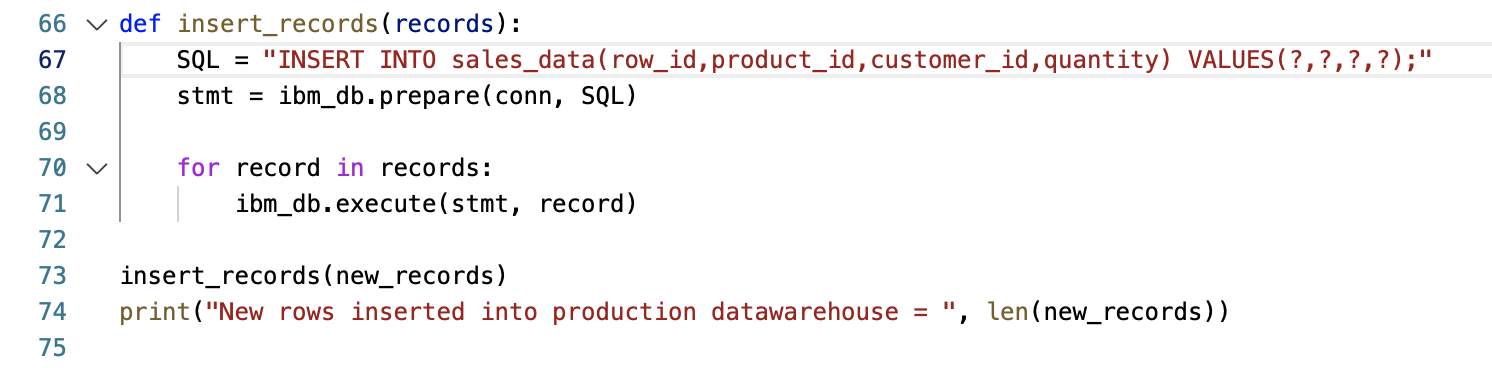 66 def insert_records(records):
67 SQL = "INSERT INTO sales_data(row_id,product_id,customer_id,quantity) VALUES(?,?,?,?);"
68 stmt = ibm_db.prepare(conn, SQL)
69
70 for record in records:
71 ibm_db.execute(stmt, record)
72
73 insert_records(new_records)
74 print("New rows inserted into production datawarehouse = ", len(new_records))
75